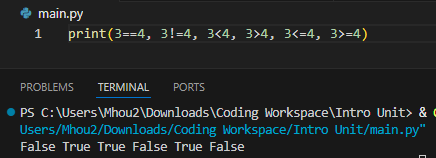 main.py
1 print(3==4, 3!=4, 3<4, 3>4, 3<=4, 3>=4)
PROBLEMS TERMINAL PORTS
PS C:\Users\Mhou2\Downloads\Coding Workspace\Intro Unit> &
Users/Mhou2/Downloads/Coding Workspace/Intro Unit/main.py"
False True True False True False